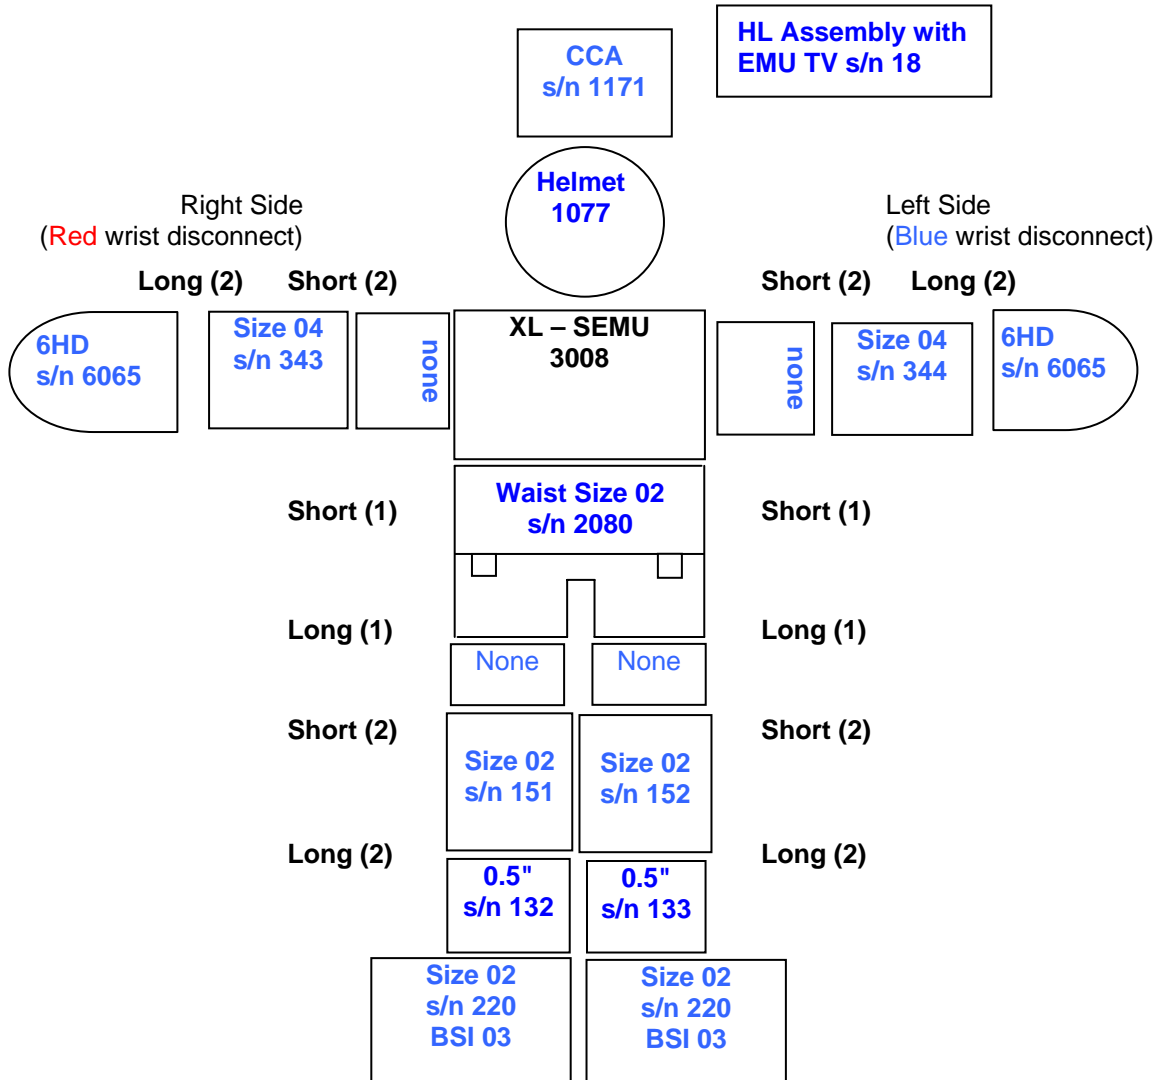 HL Assembly with
EMU TV s/n 18
CCA
s/n 1171
Helmet
1077
Right Side
(Red wrist disconnect)
Left Side
(Blue wrist disconnect)
Long (2) Short (2)
Short (2) Long (2)
6HD
s/n 6065
Size 04
s/n 343
none
XL – SEMU
3008
none
Size 04
s/n 344
6HD
s/n 6065
Short (1)
Waist Size 02
s/n 2080
Short (1)
Long (1)
Long (1)
None
None
Short (2)
Short (2)
Size 02
s/n 151
Size 02
s/n 152
Long (2)
Long (2)
0.5"
s/n 132
0.5"
s/n 133
Size 02
s/n 220
BSI 03
Size 02
s/n 220
BSI 03